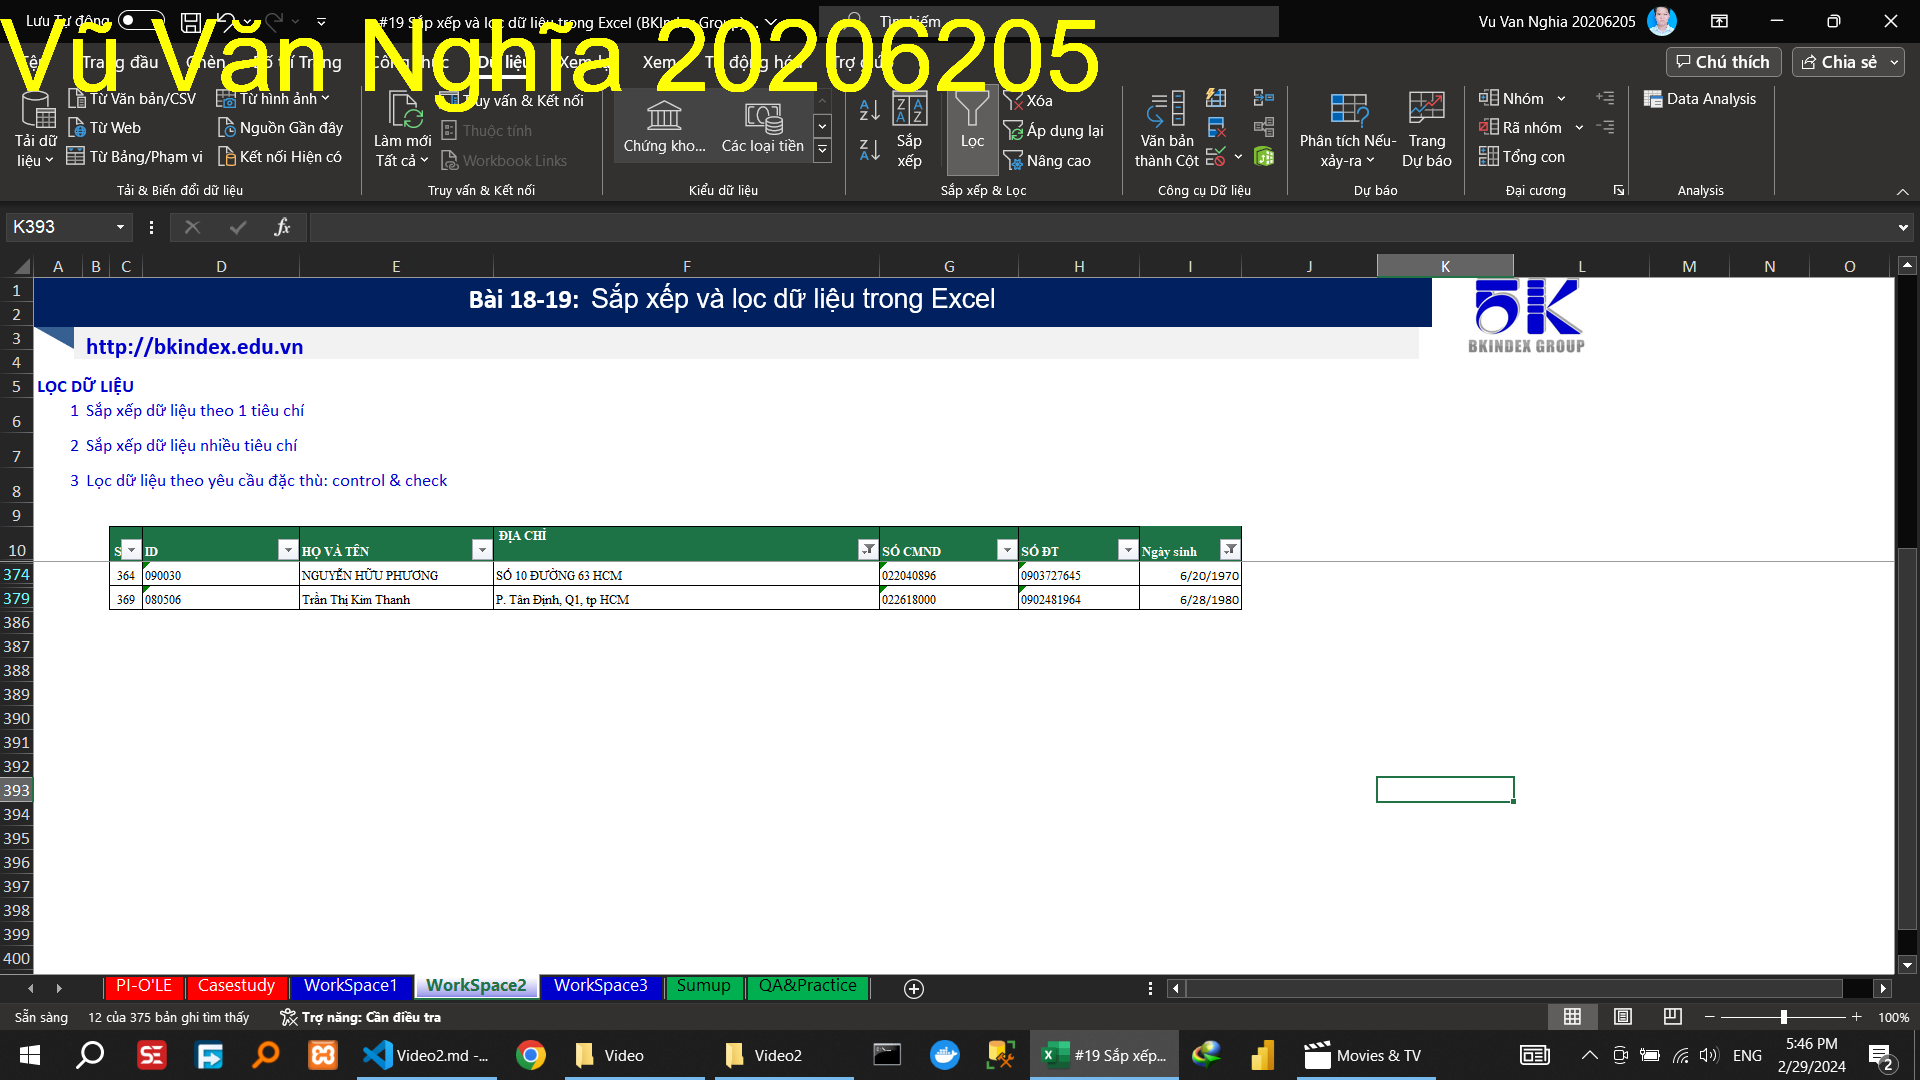 Lưu Tự động
#19 Sắp xếp và lọc dữ liệu trong Excel (BKIndex Group)
Tìm kiếm
Vu Van Nghia 20206205
Vũ Văn Nghĩa 20206205
Trang đầu
Chèn
Trang
Công thức
Dữ liệu
Xem lại
Xem
Tự động hóa
Trợ giúp
Chú thích
Chia sẻ
Tải dữ liệu
Từ Văn bản/CSV
Từ Web
Từ Bảng/Phạm vi
Từ hình ảnh
Nguồn Gần đây
Kết nối Hiện có
Tải & Biến đổi dữ liệu
Làm mới Tất cả
Truy vấn & Kết nối
Thuộc tính
Workbook Links
Truy vấn & Kết nối
Chứng kho...
Các loại tiền
Kiểu dữ liệu
Sắp xếp
Lọc
Xóa
Áp dụng lại
Nâng cao
Sắp xếp & Lọc
Văn bản thành Cột
Công cụ Dữ liệu
Phân tích Nếu-xảy-ra
Trang Dự báo
Dự báo
Nhóm
Rã nhóm
Tổng con
Đại cương
Data Analysis
Analysis
K393
fx
A B C D E F G H I J K L M N O
1
2
3
4
5
6
7
8
9
10
374
379
386
387
388
389
390
391
392
393
394
395
396
397
398
399
400
Bài 18-19: Sắp xếp và lọc dữ liệu trong Excel
BK
BKINDEX GROUP
http://bkindex.edu.vn
LỌC DỮ LIỆU
1 Sắp xếp dữ liệu theo 1 tiêu chí
2 Sắp xếp dữ liệu nhiều tiêu chí
3 Lọc dữ liệu theo yêu cầu đặc thù: control & check
S ID HỌ VÀ TÊN ĐỊA CHỈ SỐ CMND SỐ ĐT Ngày sinh
364 090030 NGUYỄN HỮU PHƯƠNG SỐ 10 ĐƯỜNG 63 HCM 022040896 0903727645 6/20/1970
369 080506 Trần Thị Kim Thanh P. Tân Định, Q1, tp HCM 022618000 0902481964 6/28/1980
PI-O'LE Casestudy WorkSpace1 WorkSpace2 WorkSpace3 Sumup QA&Practice
Sẵn sàng 12 của 375 bản ghi tìm thấy Trợ năng: Cần điều tra
100%
Video2.md -...
Video
Video2
#19 Sắp xếp...
Movies & TV
ENG
5:46 PM
2/29/2024
2